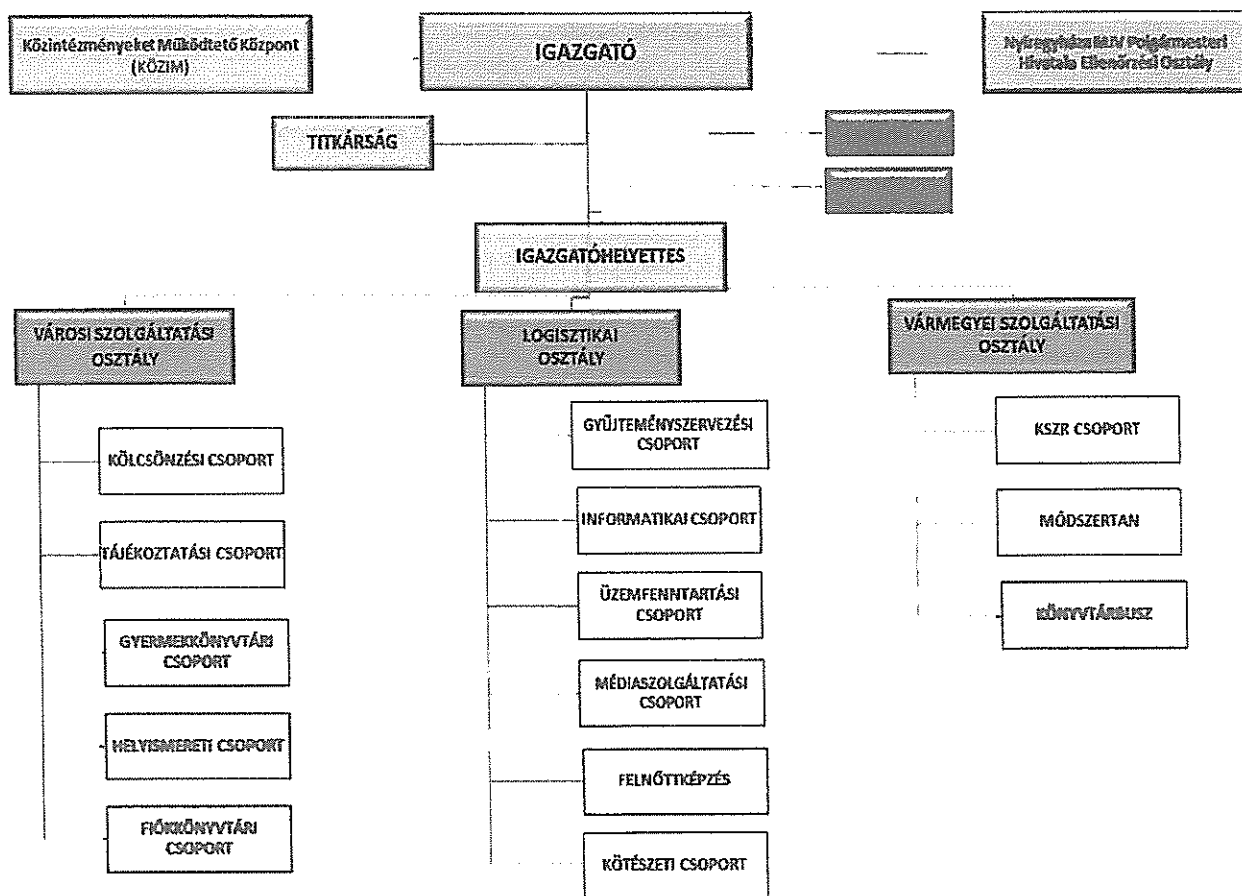 Közintézményeket Működtető Központ
(KÖZIM)
IGAZGATÓ
Nyíregyháza MJV Polgármesteri
Hivatala Ellenőrzési Osztály
TITKÁRSÁG
IGAZGATÓHELYETTES
VÁROSI SZOLGÁLTATÁSI
OSZTÁLY
LOGISZTIKAI
OSZTÁLY
VÁRMEGYEI SZOLGÁLTATÁSI
OSZTÁLY
KÖLCSÖNZÉSI CSOPORT
TÁJÉKOZTATÁSI CSOPORT
GYERMEKKÖNYVTÁRI
CSOPORT
HELYISMERETI CSOPORT
FIÓKKÖNYVTÁRI
CSOPORT
GYŰJTEMÉNYSZERVEZÉSI
CSOPORT
INFORMATIKAI CSOPORT
ÜZEMFENNTARTÁSI
CSOPORT
MÉDIASZOLGÁLTATÁSI
CSOPORT
FELNŐTTKÉPZÉS
KÖTÉSZETI CSOPORT
KSZR CSOPORT
MÓDSZERTAN
KÖNYVTÁRBUSZ